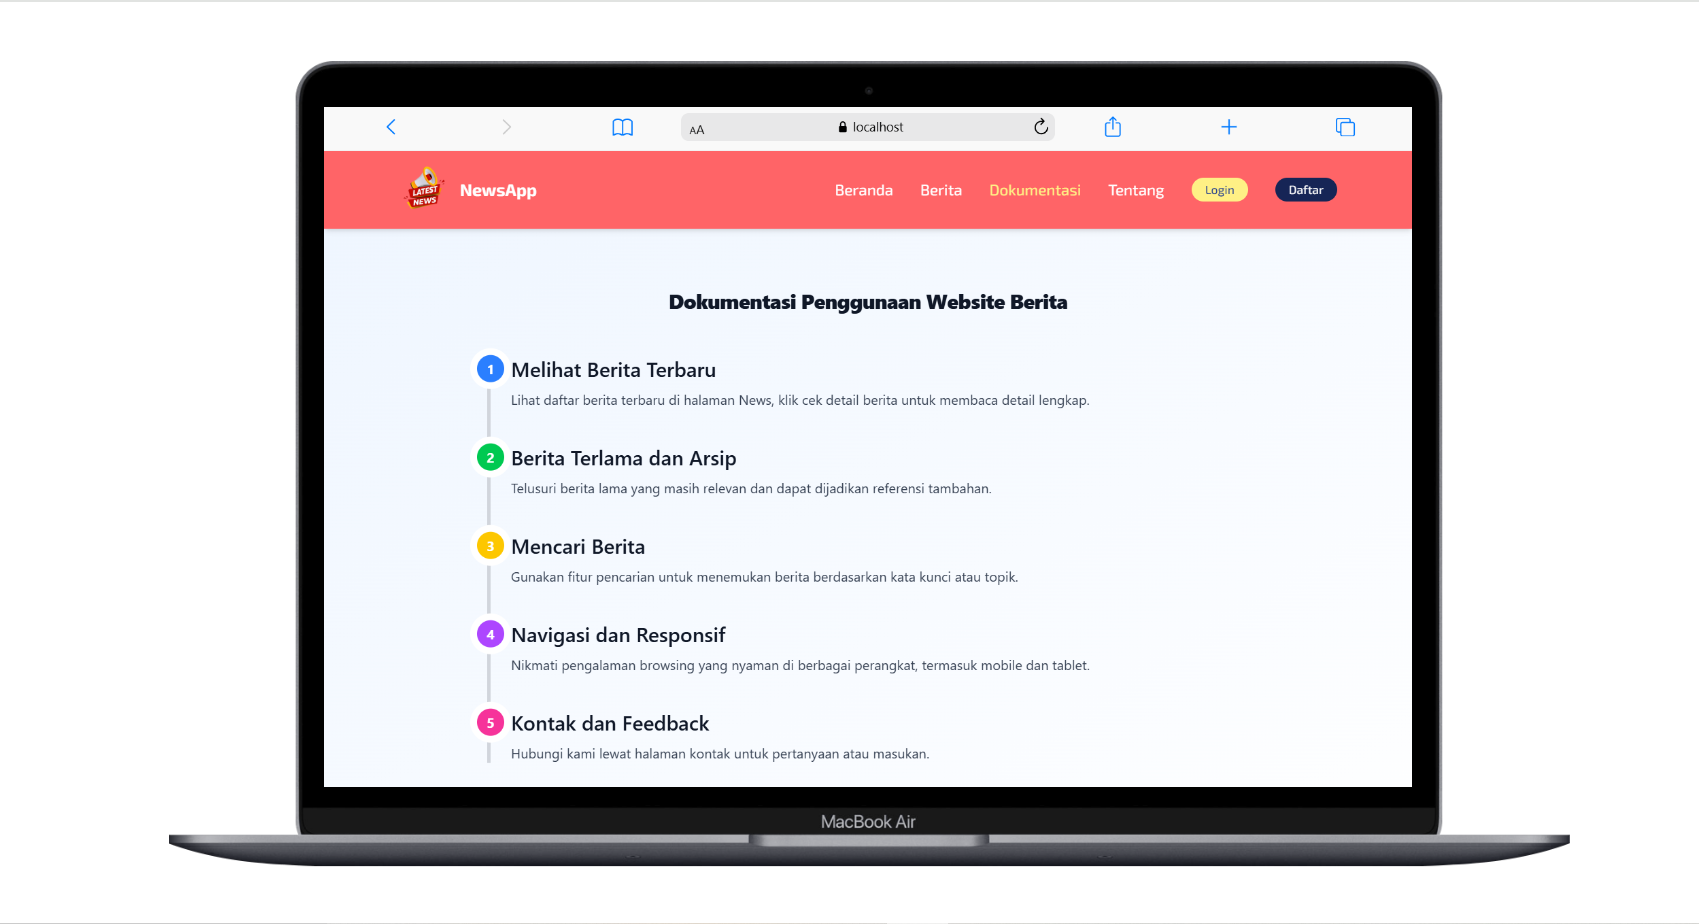 AA localhost
LATEST
NEWS
NewsApp
Beranda Berita Dokumentasi Tentang Login Daftar
Dokumentasi Penggunaan Website Berita
1 Melihat Berita Terbaru
Lihat daftar berita terbaru di halaman News, klik cek detail berita untuk membaca detail lengkap.
2 Berita Terlama dan Arsip
Telusuri berita lama yang masih relevan dan dapat dijadikan referensi tambahan.
3 Mencari Berita
Gunakan fitur pencarian untuk menemukan berita berdasarkan kata kunci atau topik.
4 Navigasi dan Responsif
Nikmati pengalaman browsing yang nyaman di berbagai perangkat, termasuk mobile dan tablet.
5 Kontak dan Feedback
Hubungi kami lewat halaman kontak untuk pertanyaan atau masukan.
MacBook Air